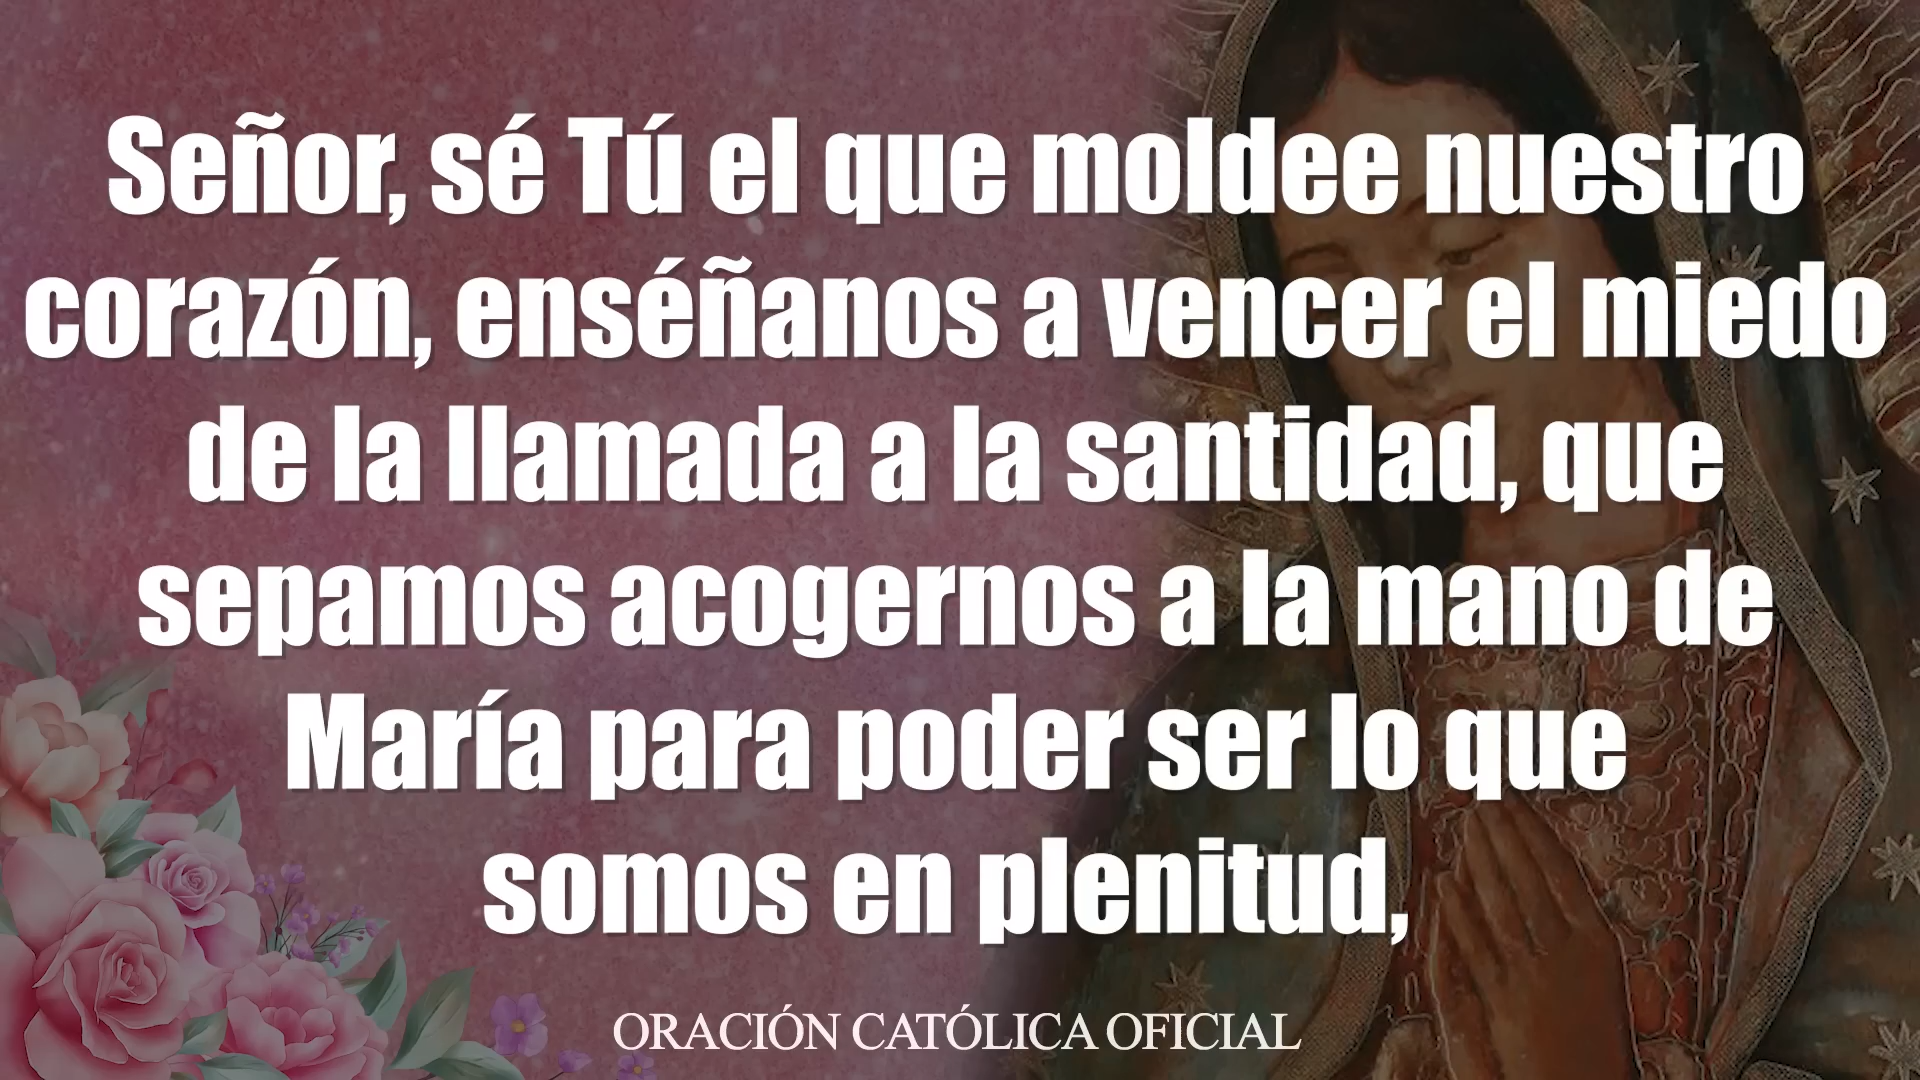 Señor, sé Tú el que moldee nuestro
corazón, enséñanos a vencer el miedo
de la llamada a la santidad, que
sepamos acogernos a la mano de
María para poder ser lo que
somos en plenitud,
ORACIÓN CATÓLICA OFICIAL